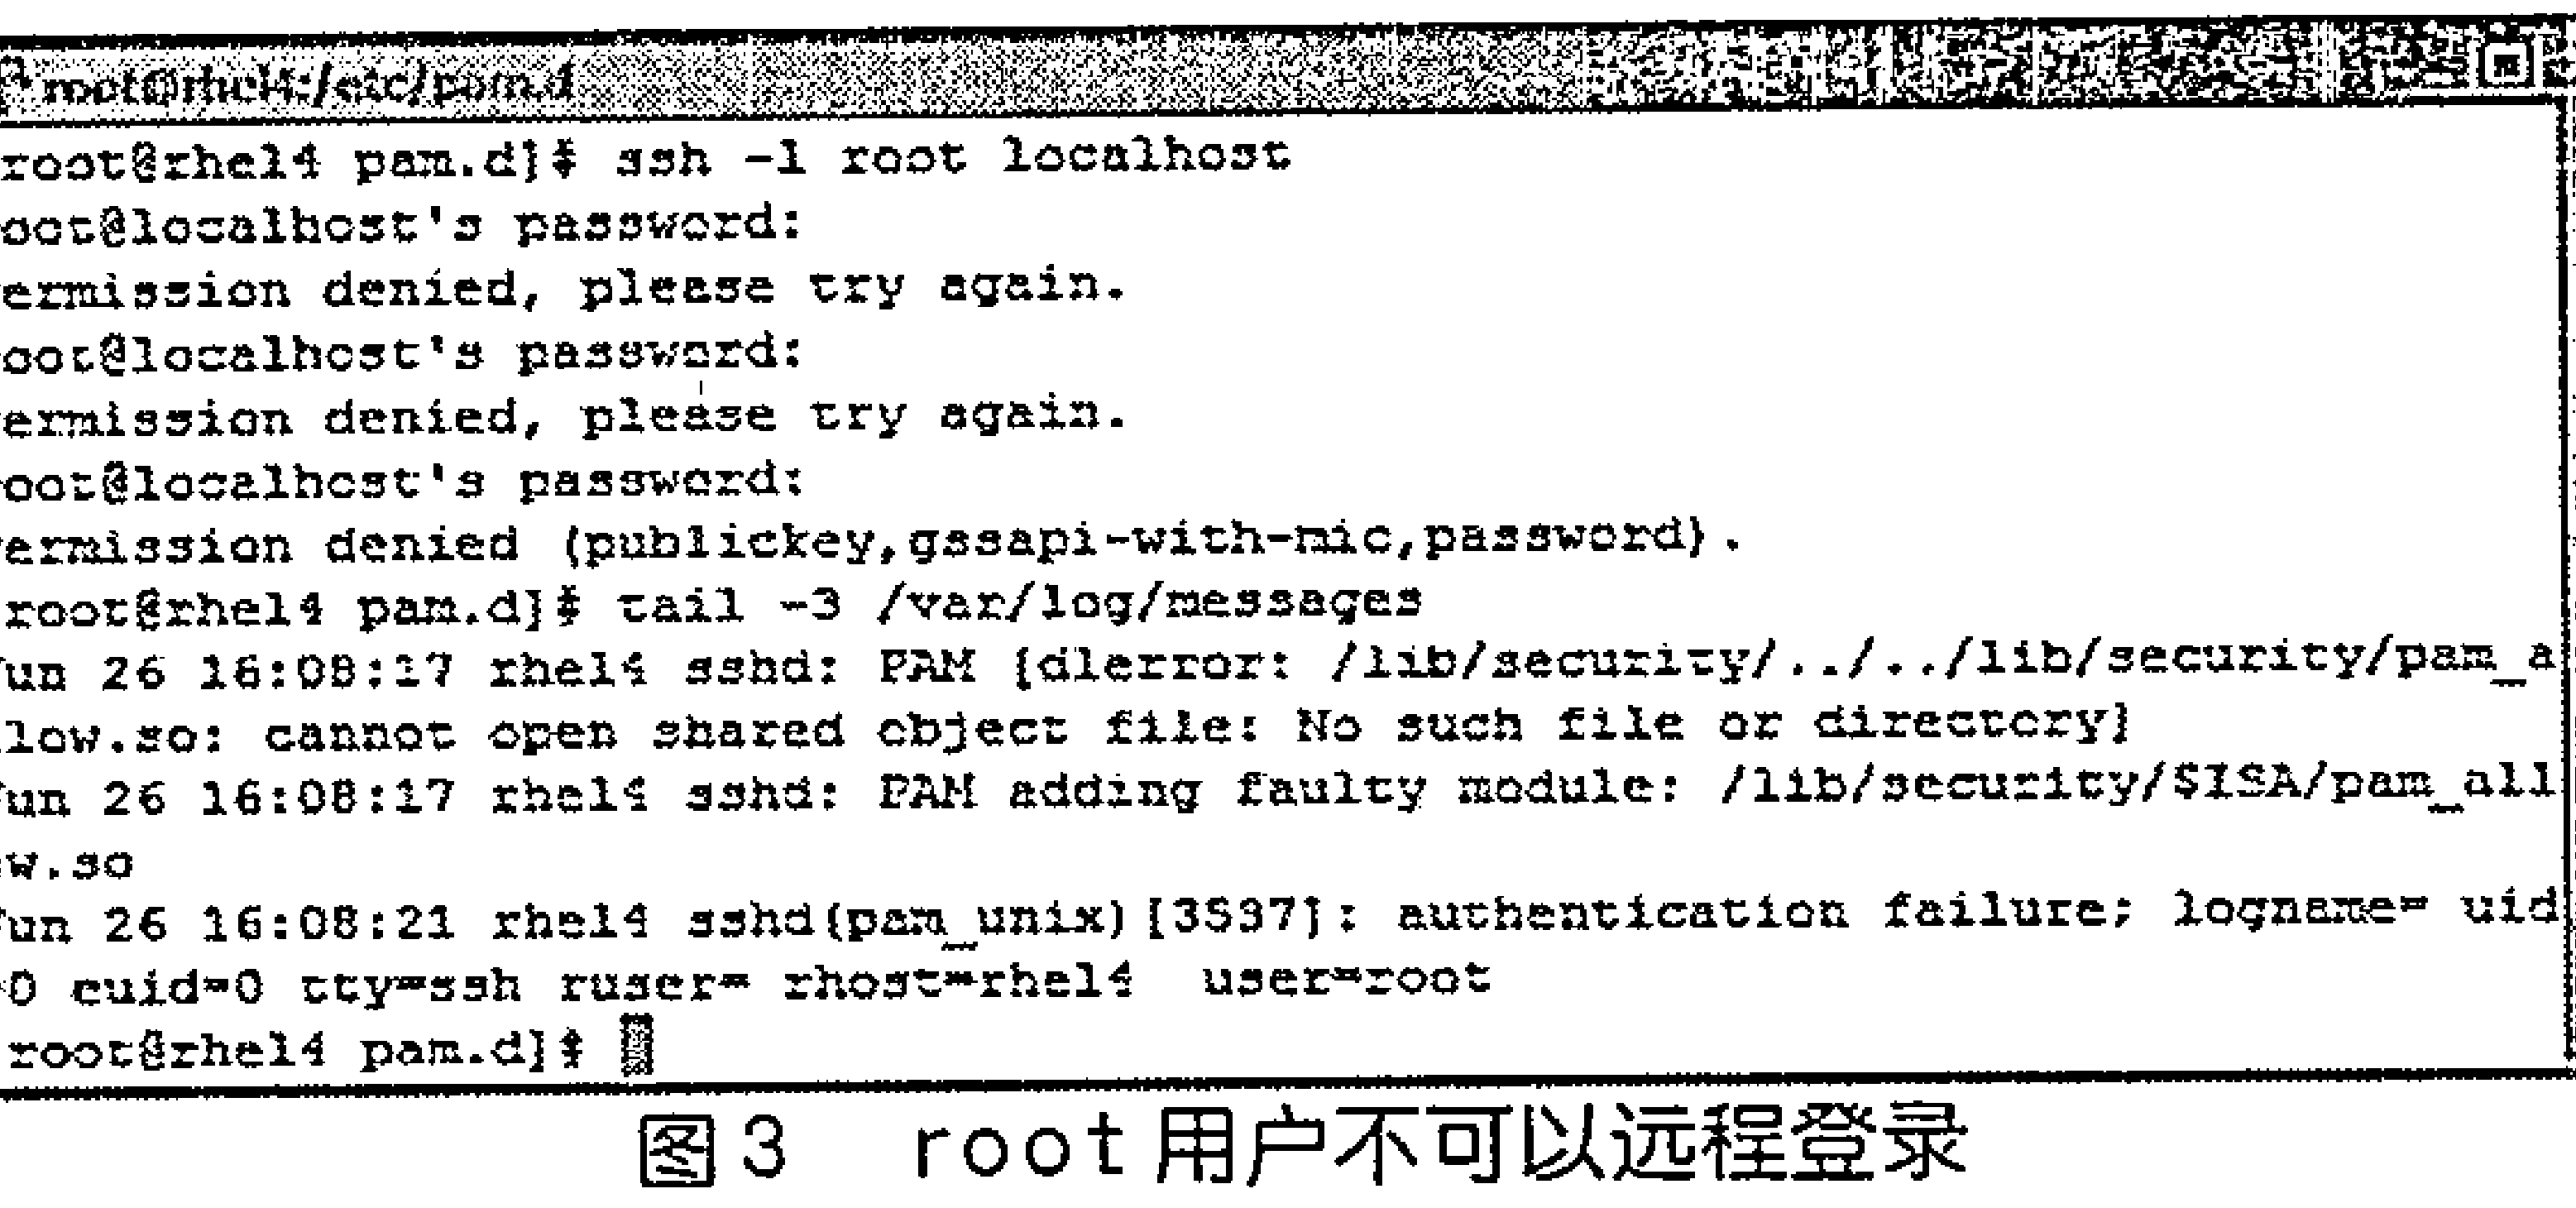 root@rhel4:/etc/pam.d
root@rhel4 pam.d]# ssh -l root localhost
oot@localhost's password:
ermission denied, please try again.
oot@localhost's password:
ermission denied, please try again.
oot@localhost's password:
ermission denied (publickey,gssapi-with-mic,password).
root@rhel4 pam.d]# tail -3 /var/log/messages
un 26 16:08:17 rhel4 sshd: PAM [dlerror: /lib/security/../../lib/security/pam_a
low.so: cannot open shared object file: No such file or directory]
un 26 16:08:17 rhel4 sshd: PAM adding faulty module: /lib/security/$ISA/pam_all
w.so
un 26 16:08:21 rhel4 sshd(pam_unix)[3597]: authentication failure; logname= uid
0 euid=0 tty=ssh ruser= rhost=rhel4  user=root
root@rhel4 pam.d]#
图3 root用户不可以远程登录